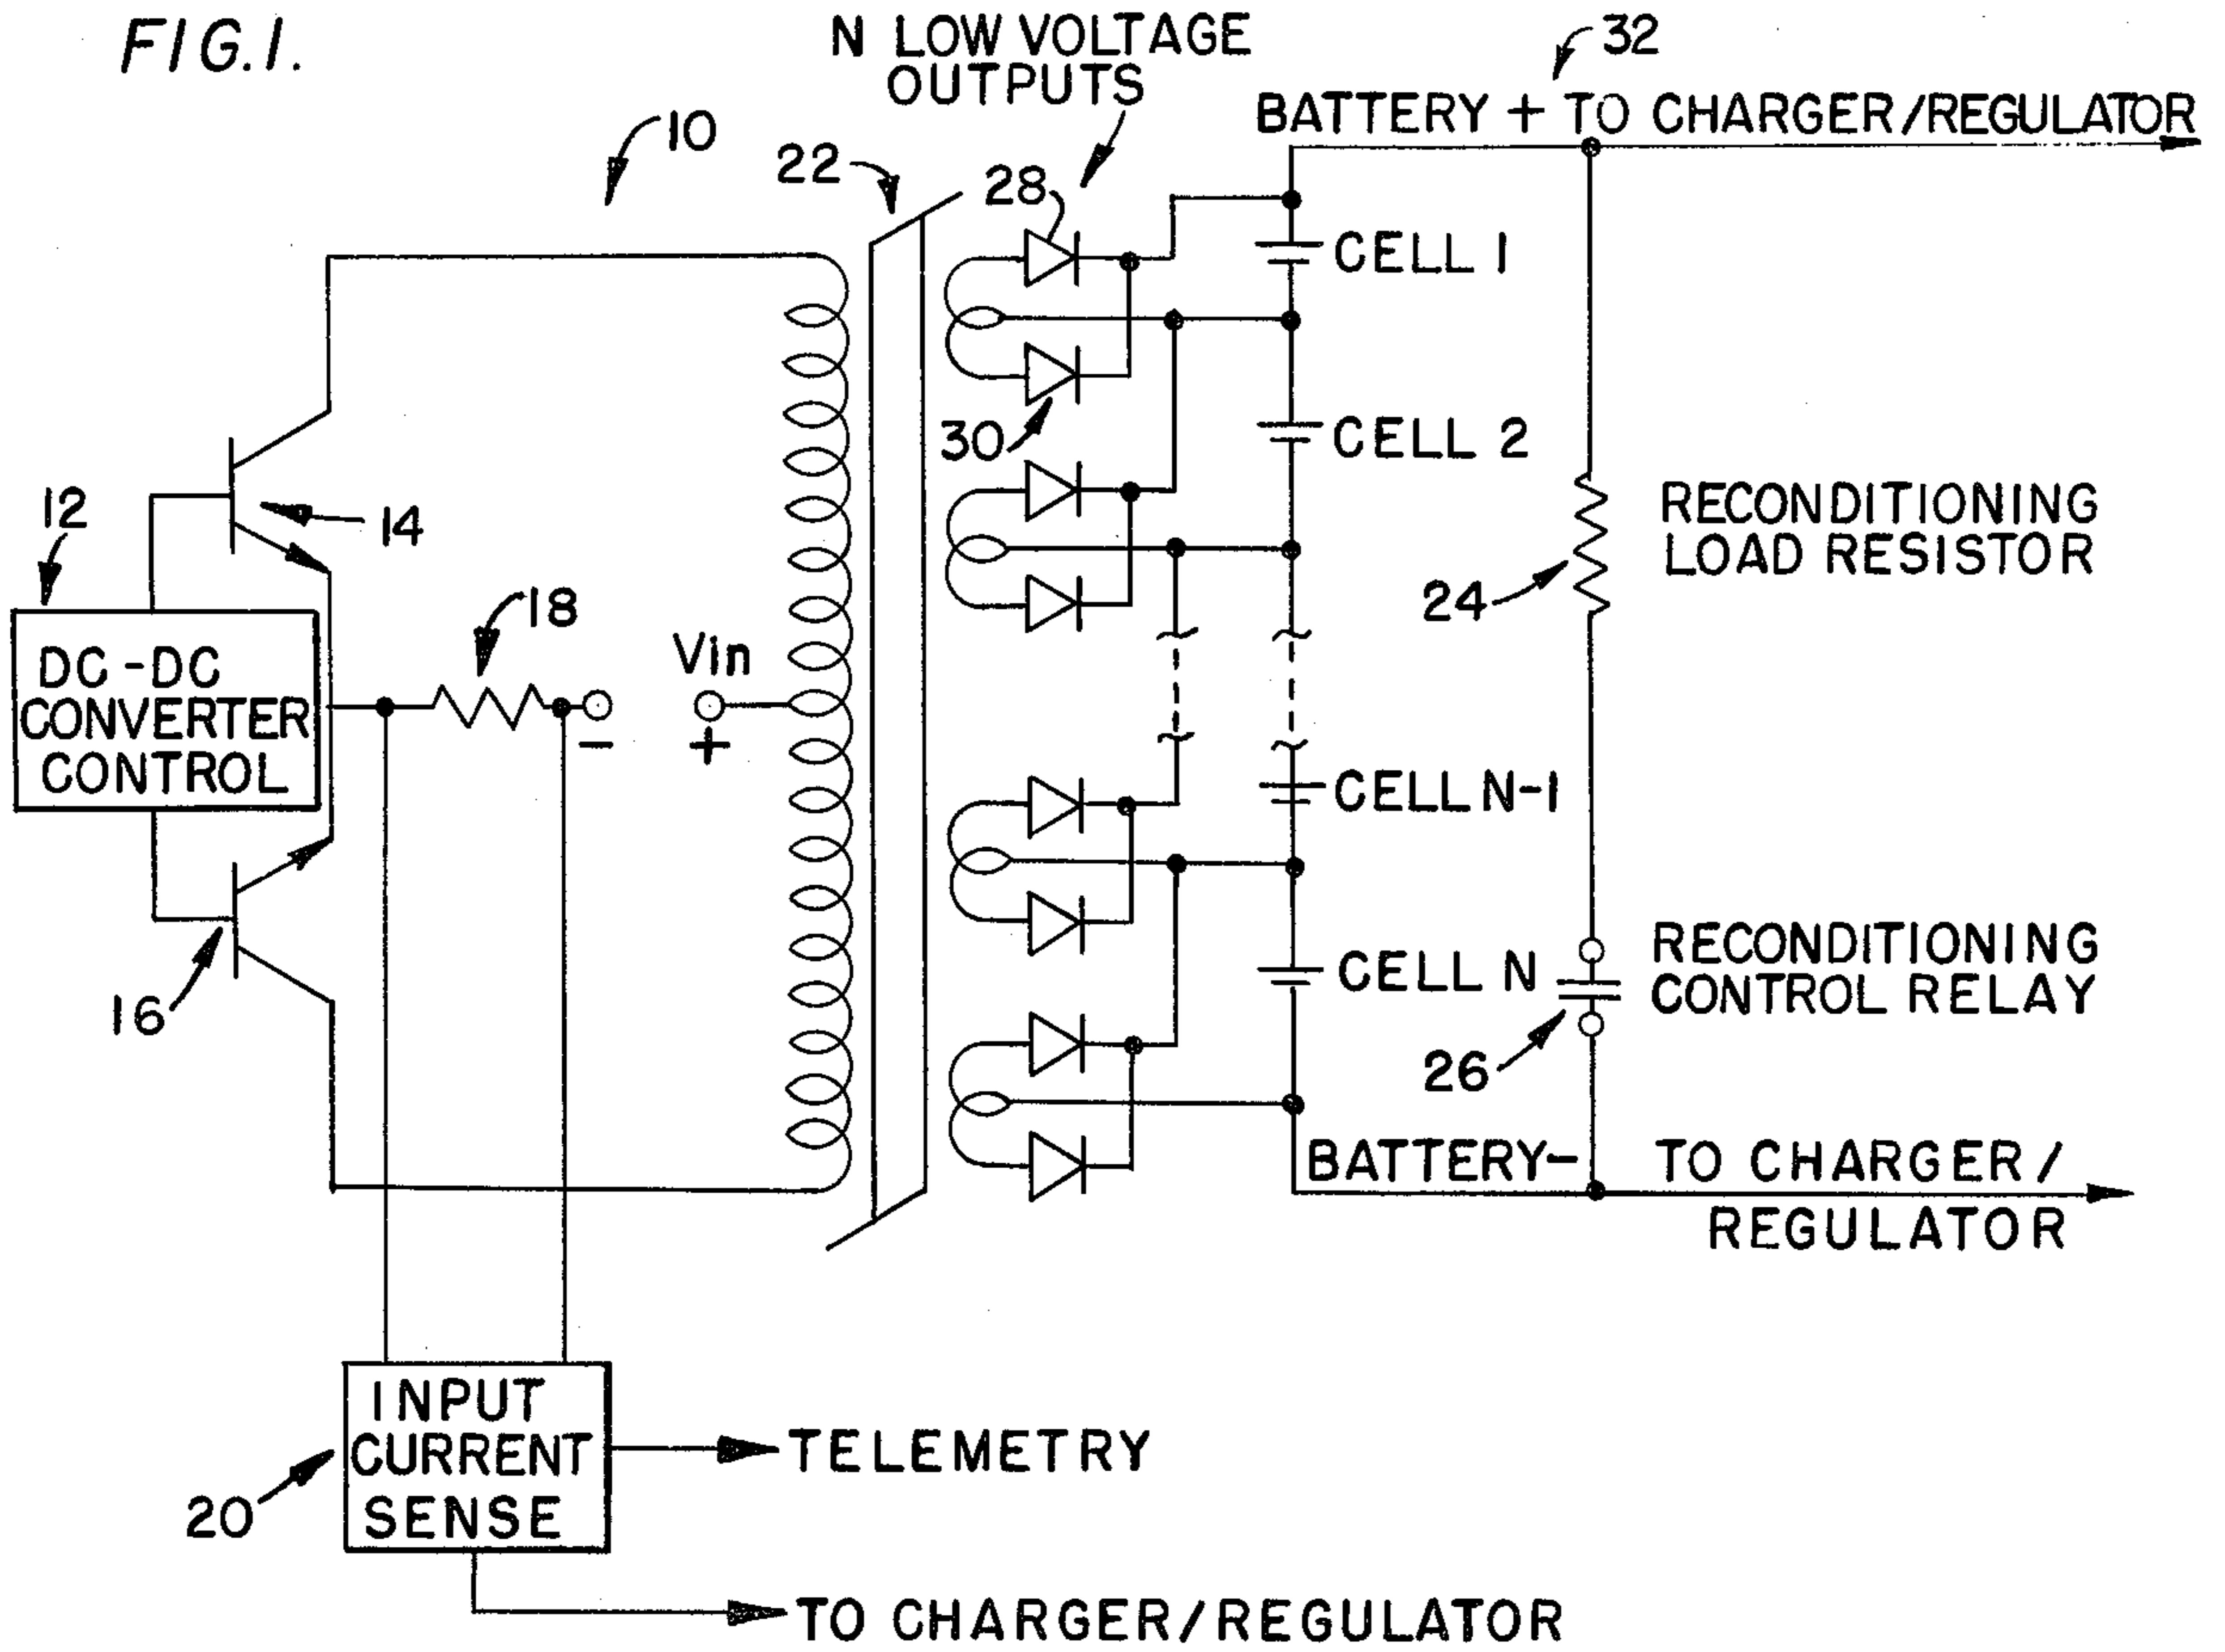 FIG.1.
N LOW VOLTAGE
OUTPUTS
32
BATTERY + TO CHARGER/REGULATOR
10
22
28
CELL 1
30
CELL 2
12
14
RECONDITIONING
LOAD RESISTOR
24
18
Vin
DC-DC
CONVERTER
CONTROL
-
+
CELL N-1
16
CELL N
RECONDITIONING
CONTROL RELAY
26
BATTERY-
TO CHARGER/
REGULATOR
INPUT
CURRENT
SENSE
20
TELEMETRY
TO CHARGER/REGULATOR